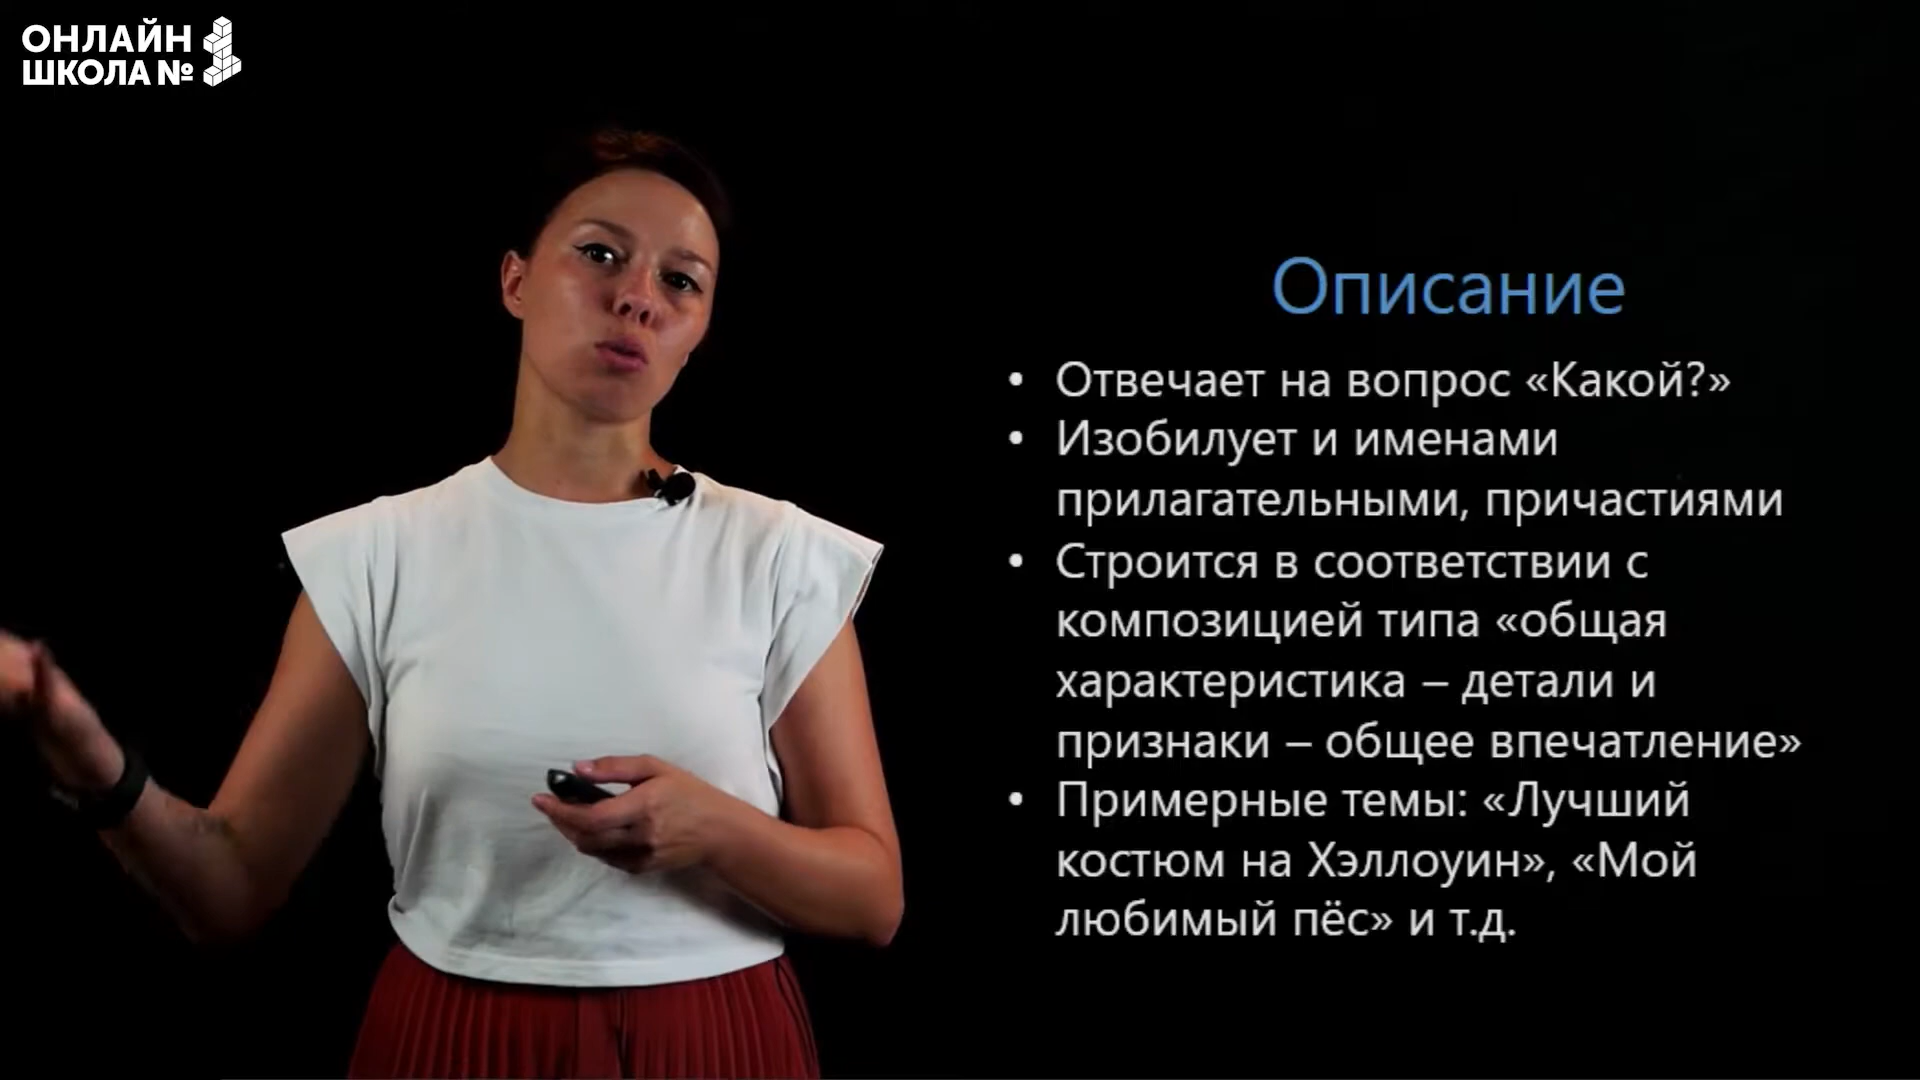 ОНЛАЙН
ШКОЛА №
Описание
• Отвечает на вопрос «Какой?»
• Изобилует и именами
прилагательными, причастиями
• Строится в соответствии с
композицией типа «общая
характеристика – детали и
признаки – общее впечатление»
• Примерные темы: «Лучший
костюм на Хэллоуин», «Мой
любимый пёс» и т.д.